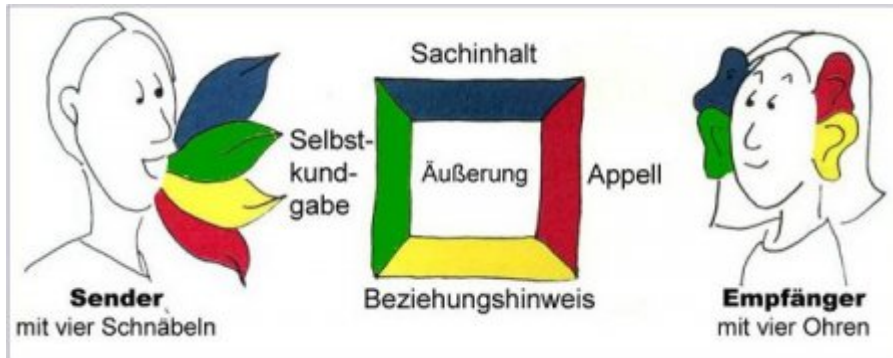 Sachinhalt
Selbst-
kund-
gabe
Äußerung
Appell
Beziehungshinweis
Sender
mit vier Schnäbeln
Empfänger
mit vier Ohren